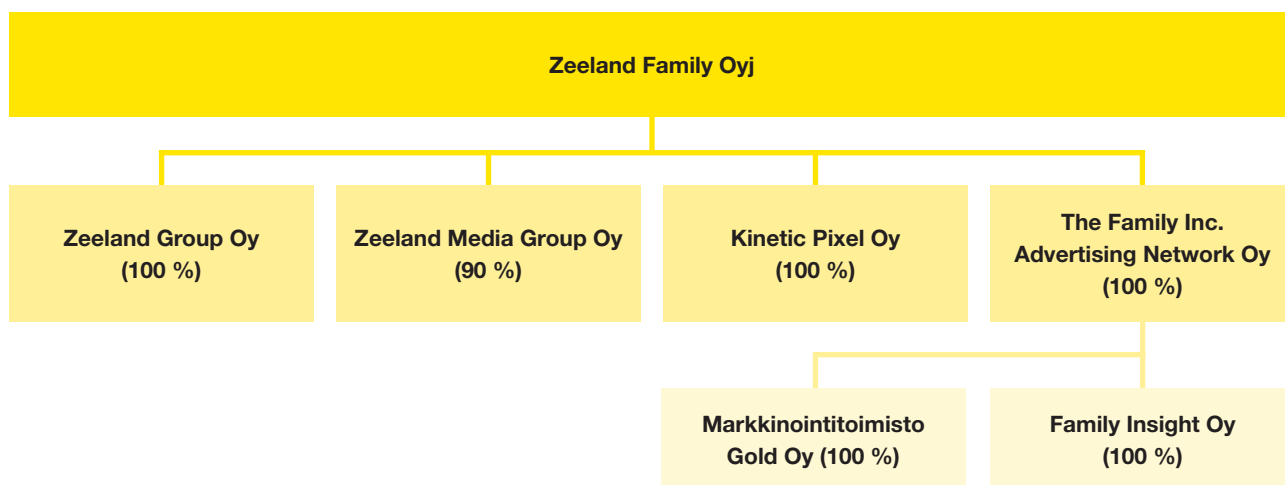 Zeeland Family Oyj
Zeeland Group Oy
(100 %)
Zeeland Media Group Oy
(90 %)
Kinetic Pixel Oy
(100 %)
The Family Inc.
Advertising Network Oy
(100 %)
Markkinointitoimisto
Gold Oy (100 %)
Family Insight Oy
(100 %)